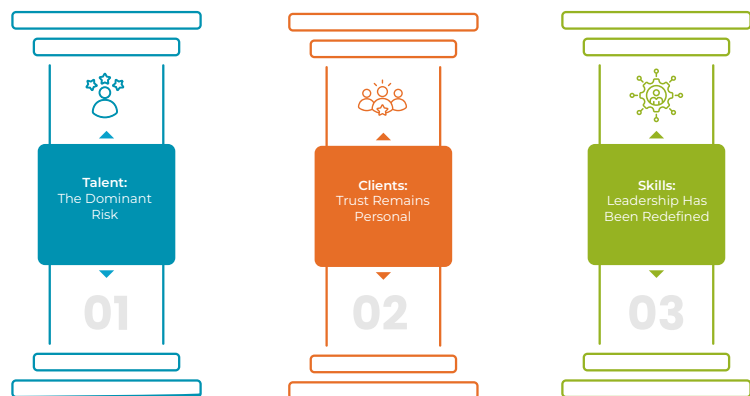 Talent:
The Dominant
Risk
01
Clients:
Trust Remains
Personal
02
Skills:
Leadership Has
Been Redefined
03